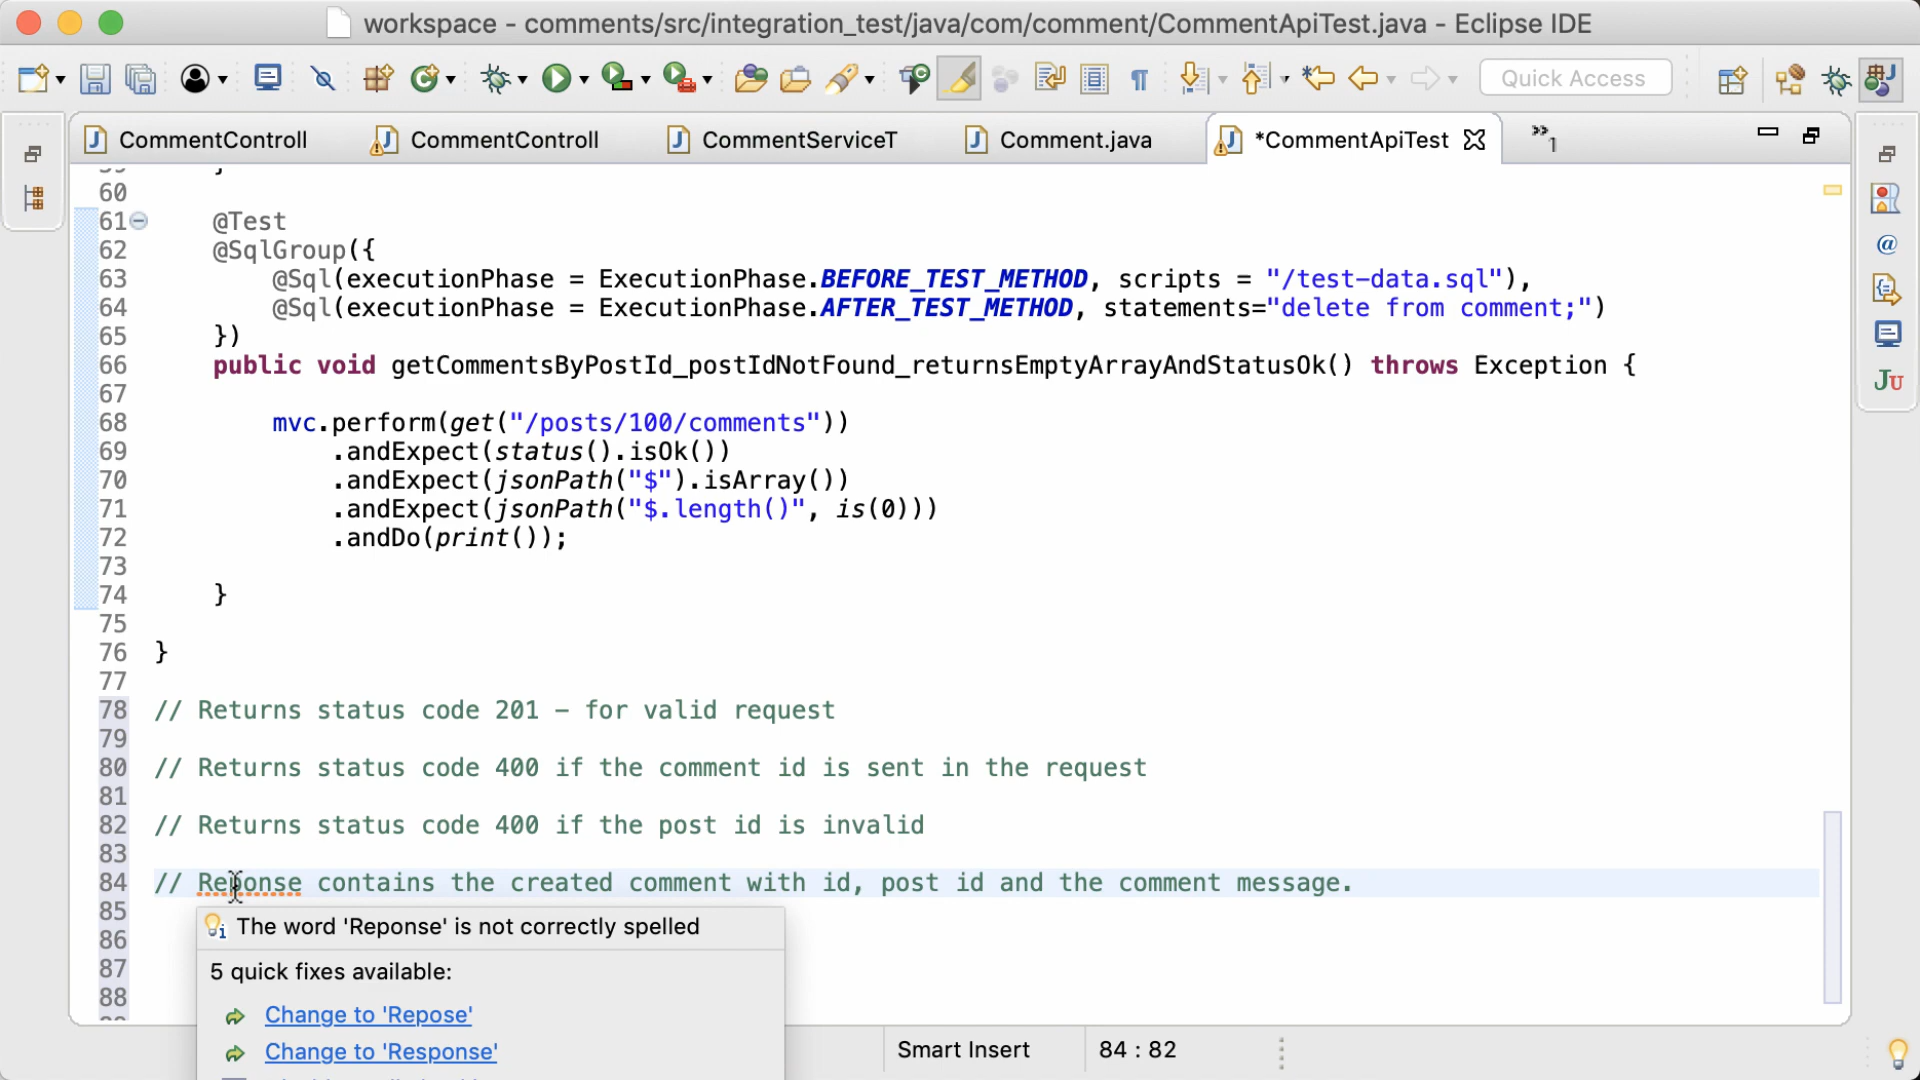 workspace - comments/src/integration_test/java/com/comment/CommentApiTest.java - Eclipse IDE
Quick Access
CommentControll
CommentControll
CommentServiceT
Comment.java
*CommentApiTest
»1
60
61 @Test
62 @SqlGroup({
63 @Sql(executionPhase = ExecutionPhase.BEFORE_TEST_METHOD, scripts = "/test-data.sql"),
64 @Sql(executionPhase = ExecutionPhase.AFTER_TEST_METHOD, statements="delete from comment;")
65 })
66 public void getCommentsByPostId_postIdNotFound_returnsEmptyArrayAndStatusOk() throws Exception {
67
68 mvc.perform(get("/posts/100/comments"))
69 .andExpect(status().isOk())
70 .andExpect(jsonPath("$").isArray())
71 .andExpect(jsonPath("$.length()", is(0)))
72 .andDo(print());
73
74 }
75
76 }
77
78 // Returns status code 201 – for valid request
79
80 // Returns status code 400 if the comment id is sent in the request
81
82 // Returns status code 400 if the post id is invalid
83
84 // Reponse contains the created comment with id, post id and the comment message.
85
86
87
88
The word 'Reponse' is not correctly spelled
5 quick fixes available:
Change to 'Repose'
Change to 'Response'
Smart Insert
84 : 82
@
JU